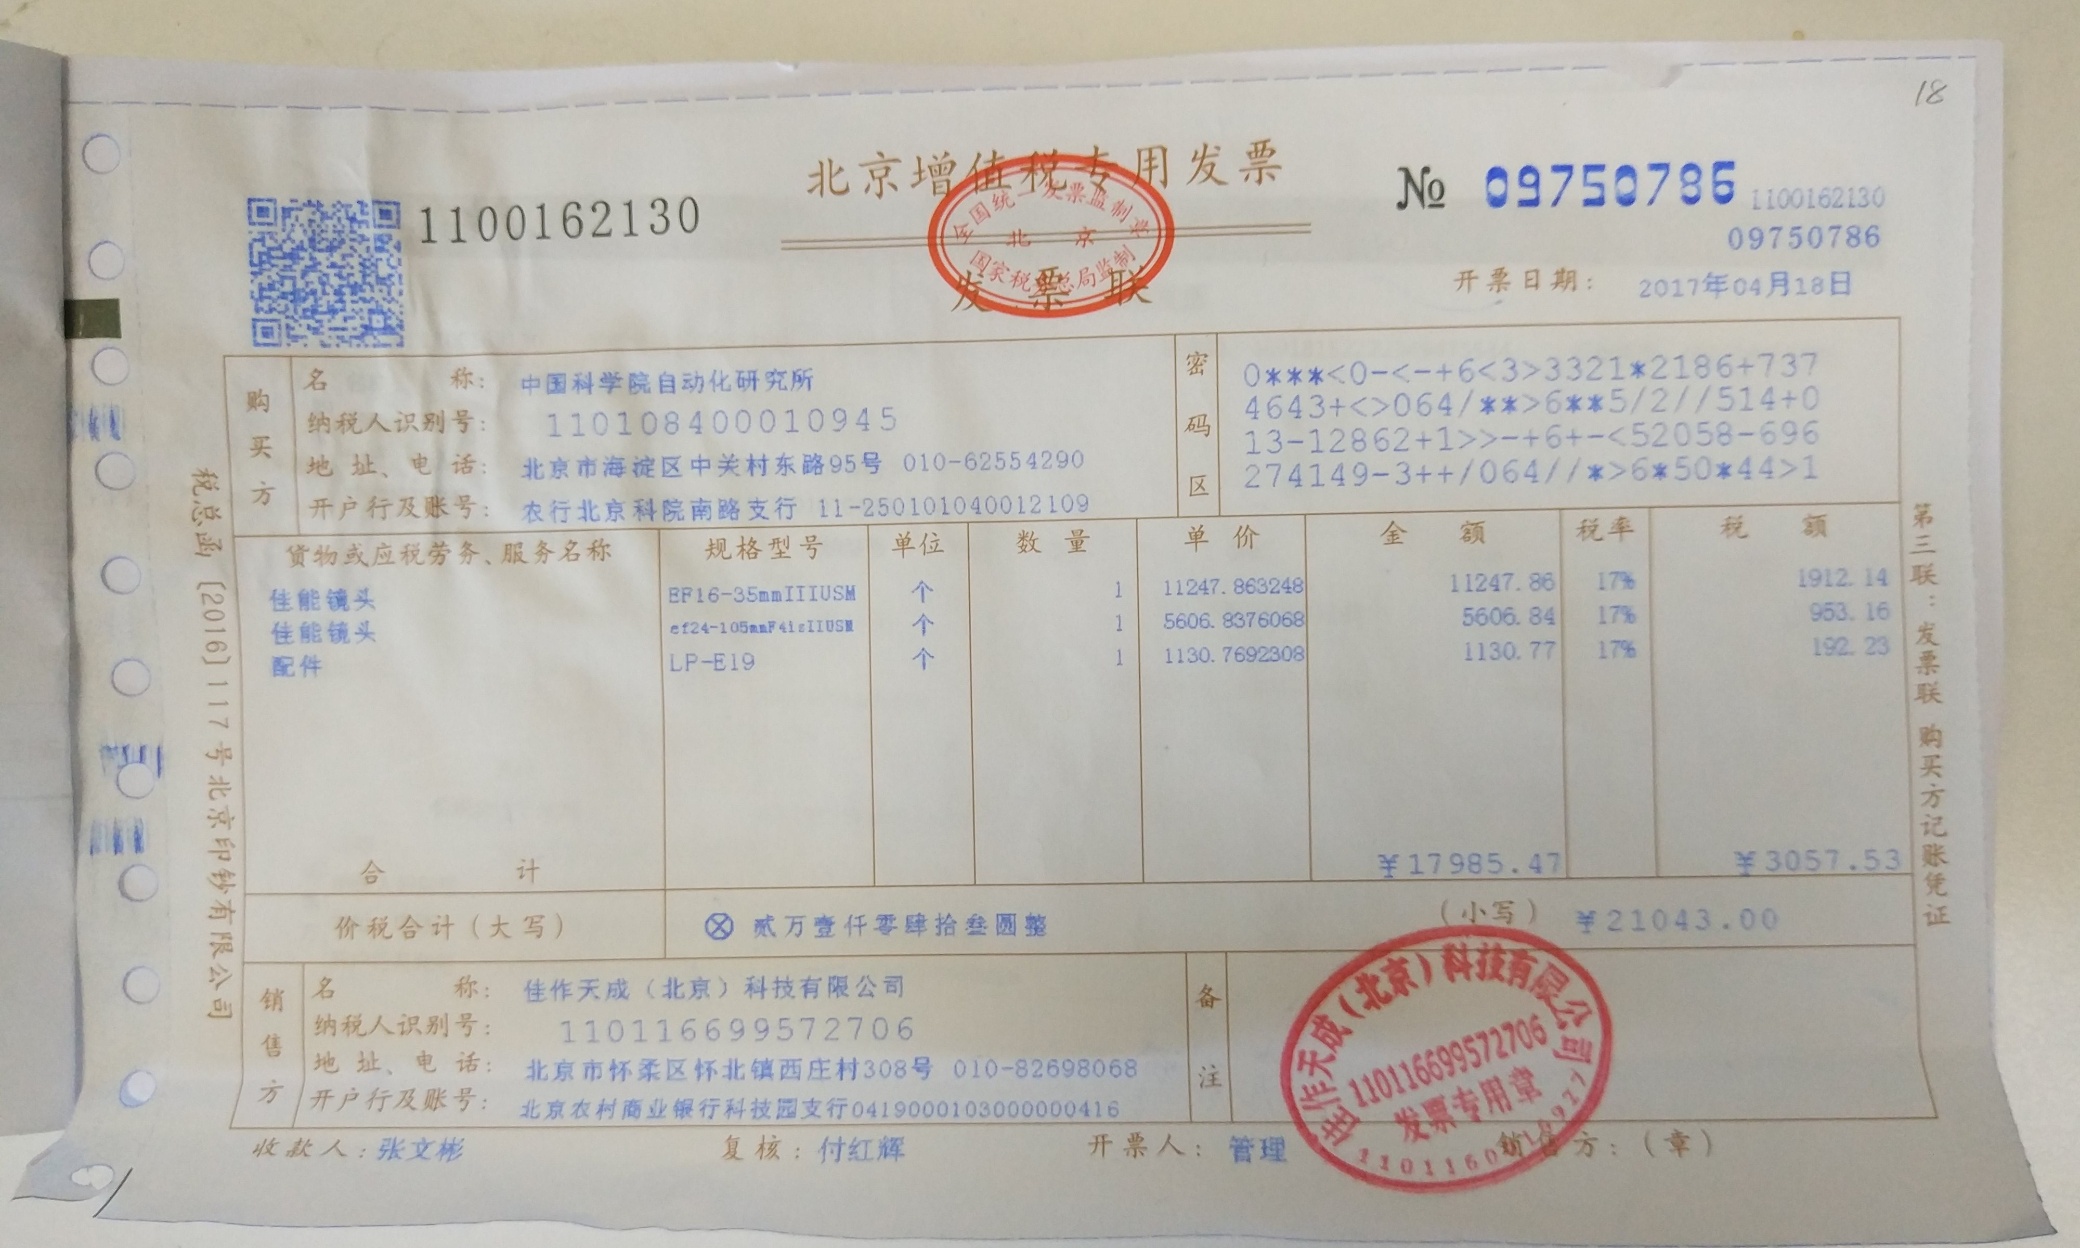 18
北京增值税专用发票
1100162130
№ 09750786 1100162130
09750786
全国统一发票监制章
北京
国家税务总局监制
发票联
开票日期: 2017年04月18日
购买方
名 称: 中国科学院自动化研究所
纳税人识别号: 110108400010945
地址、电话: 北京市海淀区中关村东路95号 010-62554290
开户行及账号: 农行北京科院南路支行 11-250101040012109
密码区
0***<0-<-+6<3>3321*2186+737
4643+<>064/**>6**5/2//514+0
13-12862+1>>-+6+-<52058-696
274149-3++/064//*>6*50*44>1
货物或应税劳务、服务名称 规格型号 单位 数量 单价 金额 税率 税额
佳能镜头 EF16-35mmIIIUSM 个 1 11247.863248 11247.86 17% 1912.14
佳能镜头 ef24-105mmF4isIIUSM 个 1 5606.8376068 5606.84 17% 953.16
配件 LP-E19 个 1 1130.7692308 1130.77 17% 192.23
合计 ¥17985.47 ¥3057.53
价税合计(大写) ⊗ 贰万壹仟零肆拾叁圆整 (小写) ¥21043.00
销售方
名 称: 佳作天成(北京)科技有限公司
纳税人识别号: 110116699572706
地址、电话: 北京市怀柔区怀北镇西庄村308号 010-82698068
开户行及账号: 北京农村商业银行科技园支行0419000103000000416
备注
佳作天成(北京)科技有限公司
110116699572706
发票专用章
收款人: 张文彬 复核: 付红辉 开票人: 管理 销售方:(章)
税总函〔2016〕117号北京印钞有限公司
第三联:发票联 购买方记账凭证